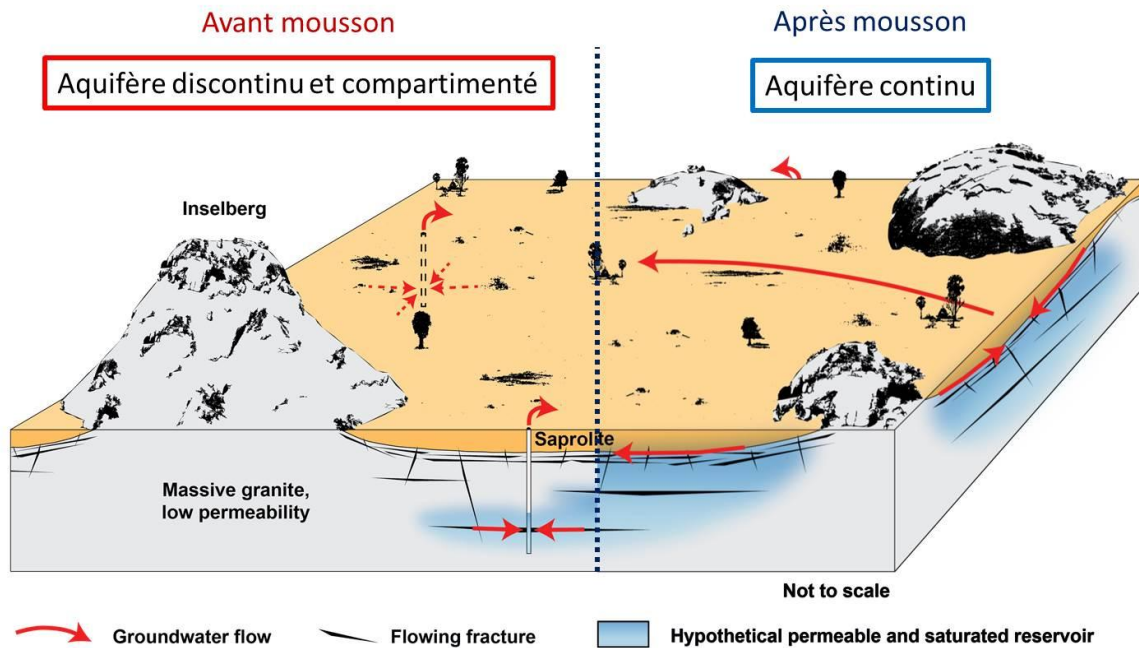 Avant mousson
Après mousson
Aquifère discontinu et compartimenté
Aquifère continu
Inselberg
Saprolite
Massive granite,
low permeability
Not to scale
Groundwater flow
Flowing fracture
Hypothetical permeable and saturated reservoir